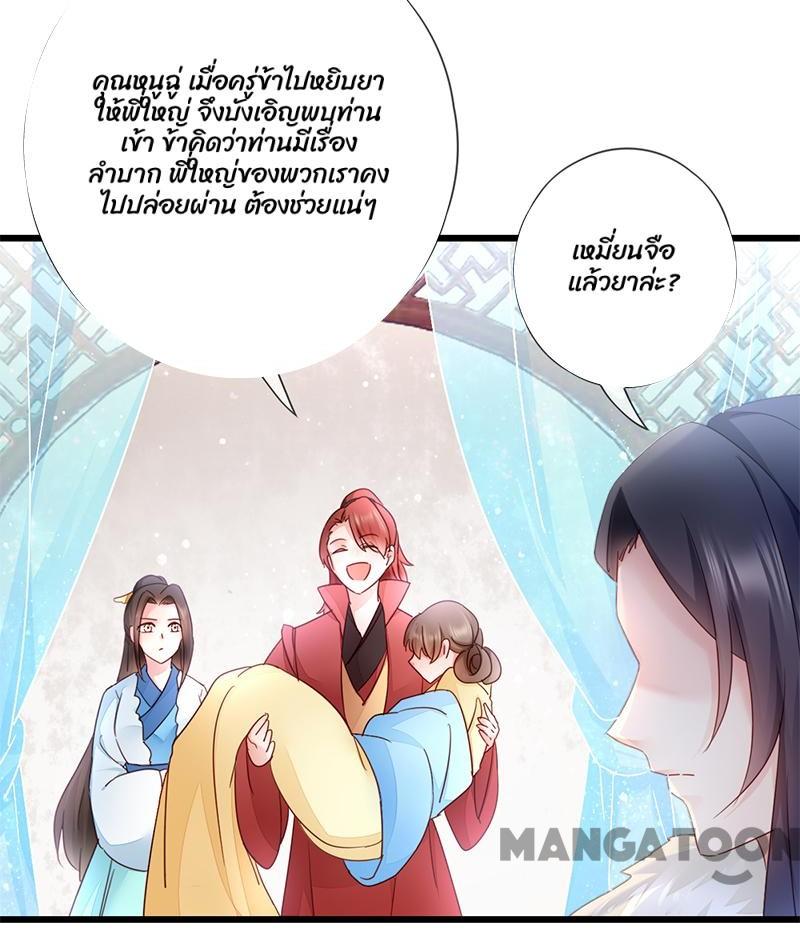 คุณหนูฉู่ เมื่อครู่ข้าไปหยิบยา
ให้พี่ใหญ่ จึงบังเอิญพบท่าน
เข้า ข้าคิดว่าท่านมีเรื่อง
ลำบาก พี่ใหญ่ของพวกเราคง
ไปปล่อยผ่าน ต้องช่วยแน่ๆ
เหมี่ยนจือ
แล้วยาล่ะ?
MANGATOON